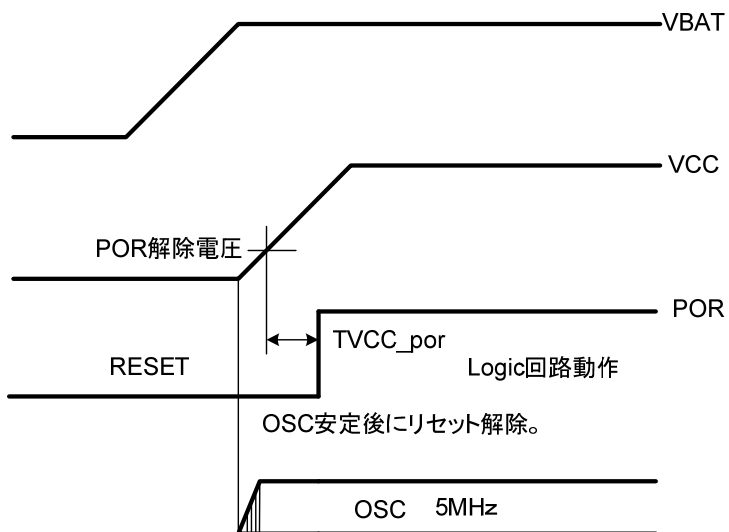 VBAT
VCC
POR解除電圧
POR
TVCC_por
RESET
Logic回路動作
OSC安定後にリセット解除。
OSC 5MHz